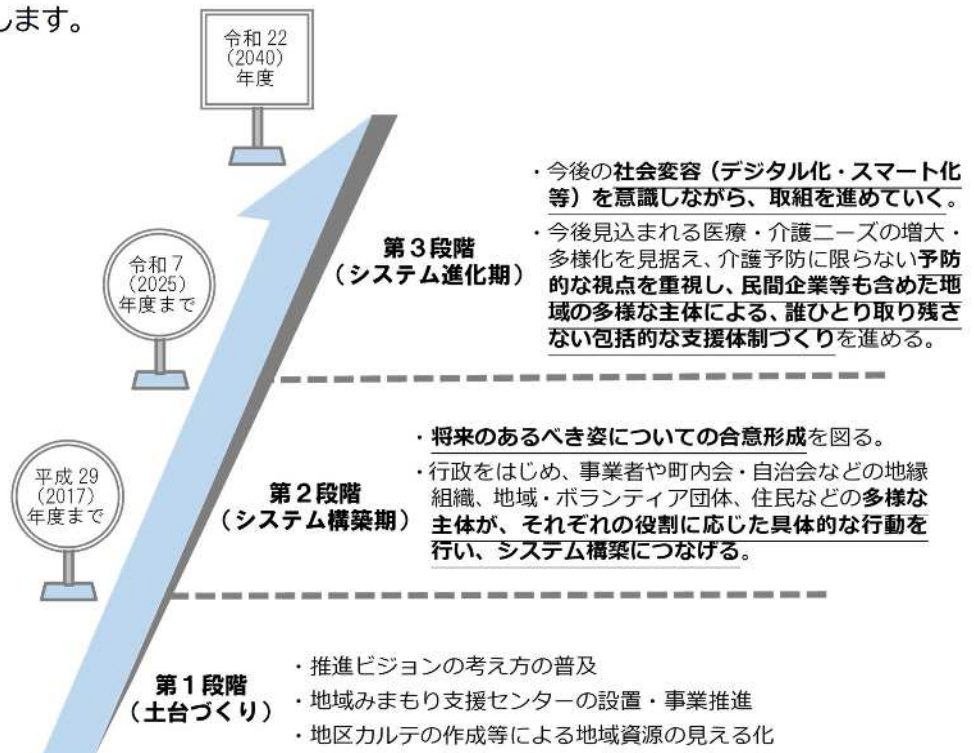 します。
令和 22
（2040）
年度
・今後の社会変容（デジタル化・スマート化
等）を意識しながら、取組を進めていく。
・今後見込まれる医療・介護ニーズの増大・
多様化を見据え、介護予防に限らない予防
的な視点を重視し、民間企業等も含めた地
域の多様な主体による、誰ひとり取り残さ
ない包括的な支援体制づくりを進める。
第３段階
（システム進化期）
令和 7
（2025）
年度まで
・将来のあるべき姿についての合意形成を図る。
・行政をはじめ、事業者や町内会・自治会などの地縁
組織、地域・ボランティア団体、住民などの多様な
主体が、それぞれの役割に応じた具体的な行動を
行い、システム構築につなげる。
第２段階
（システム構築期）
平成 29
（2017）
年度まで
第１段階
（土台づくり）
・推進ビジョンの考え方の普及
・地域みまもり支援センターの設置・事業推進
・地区カルテの作成等による地域資源の見える化